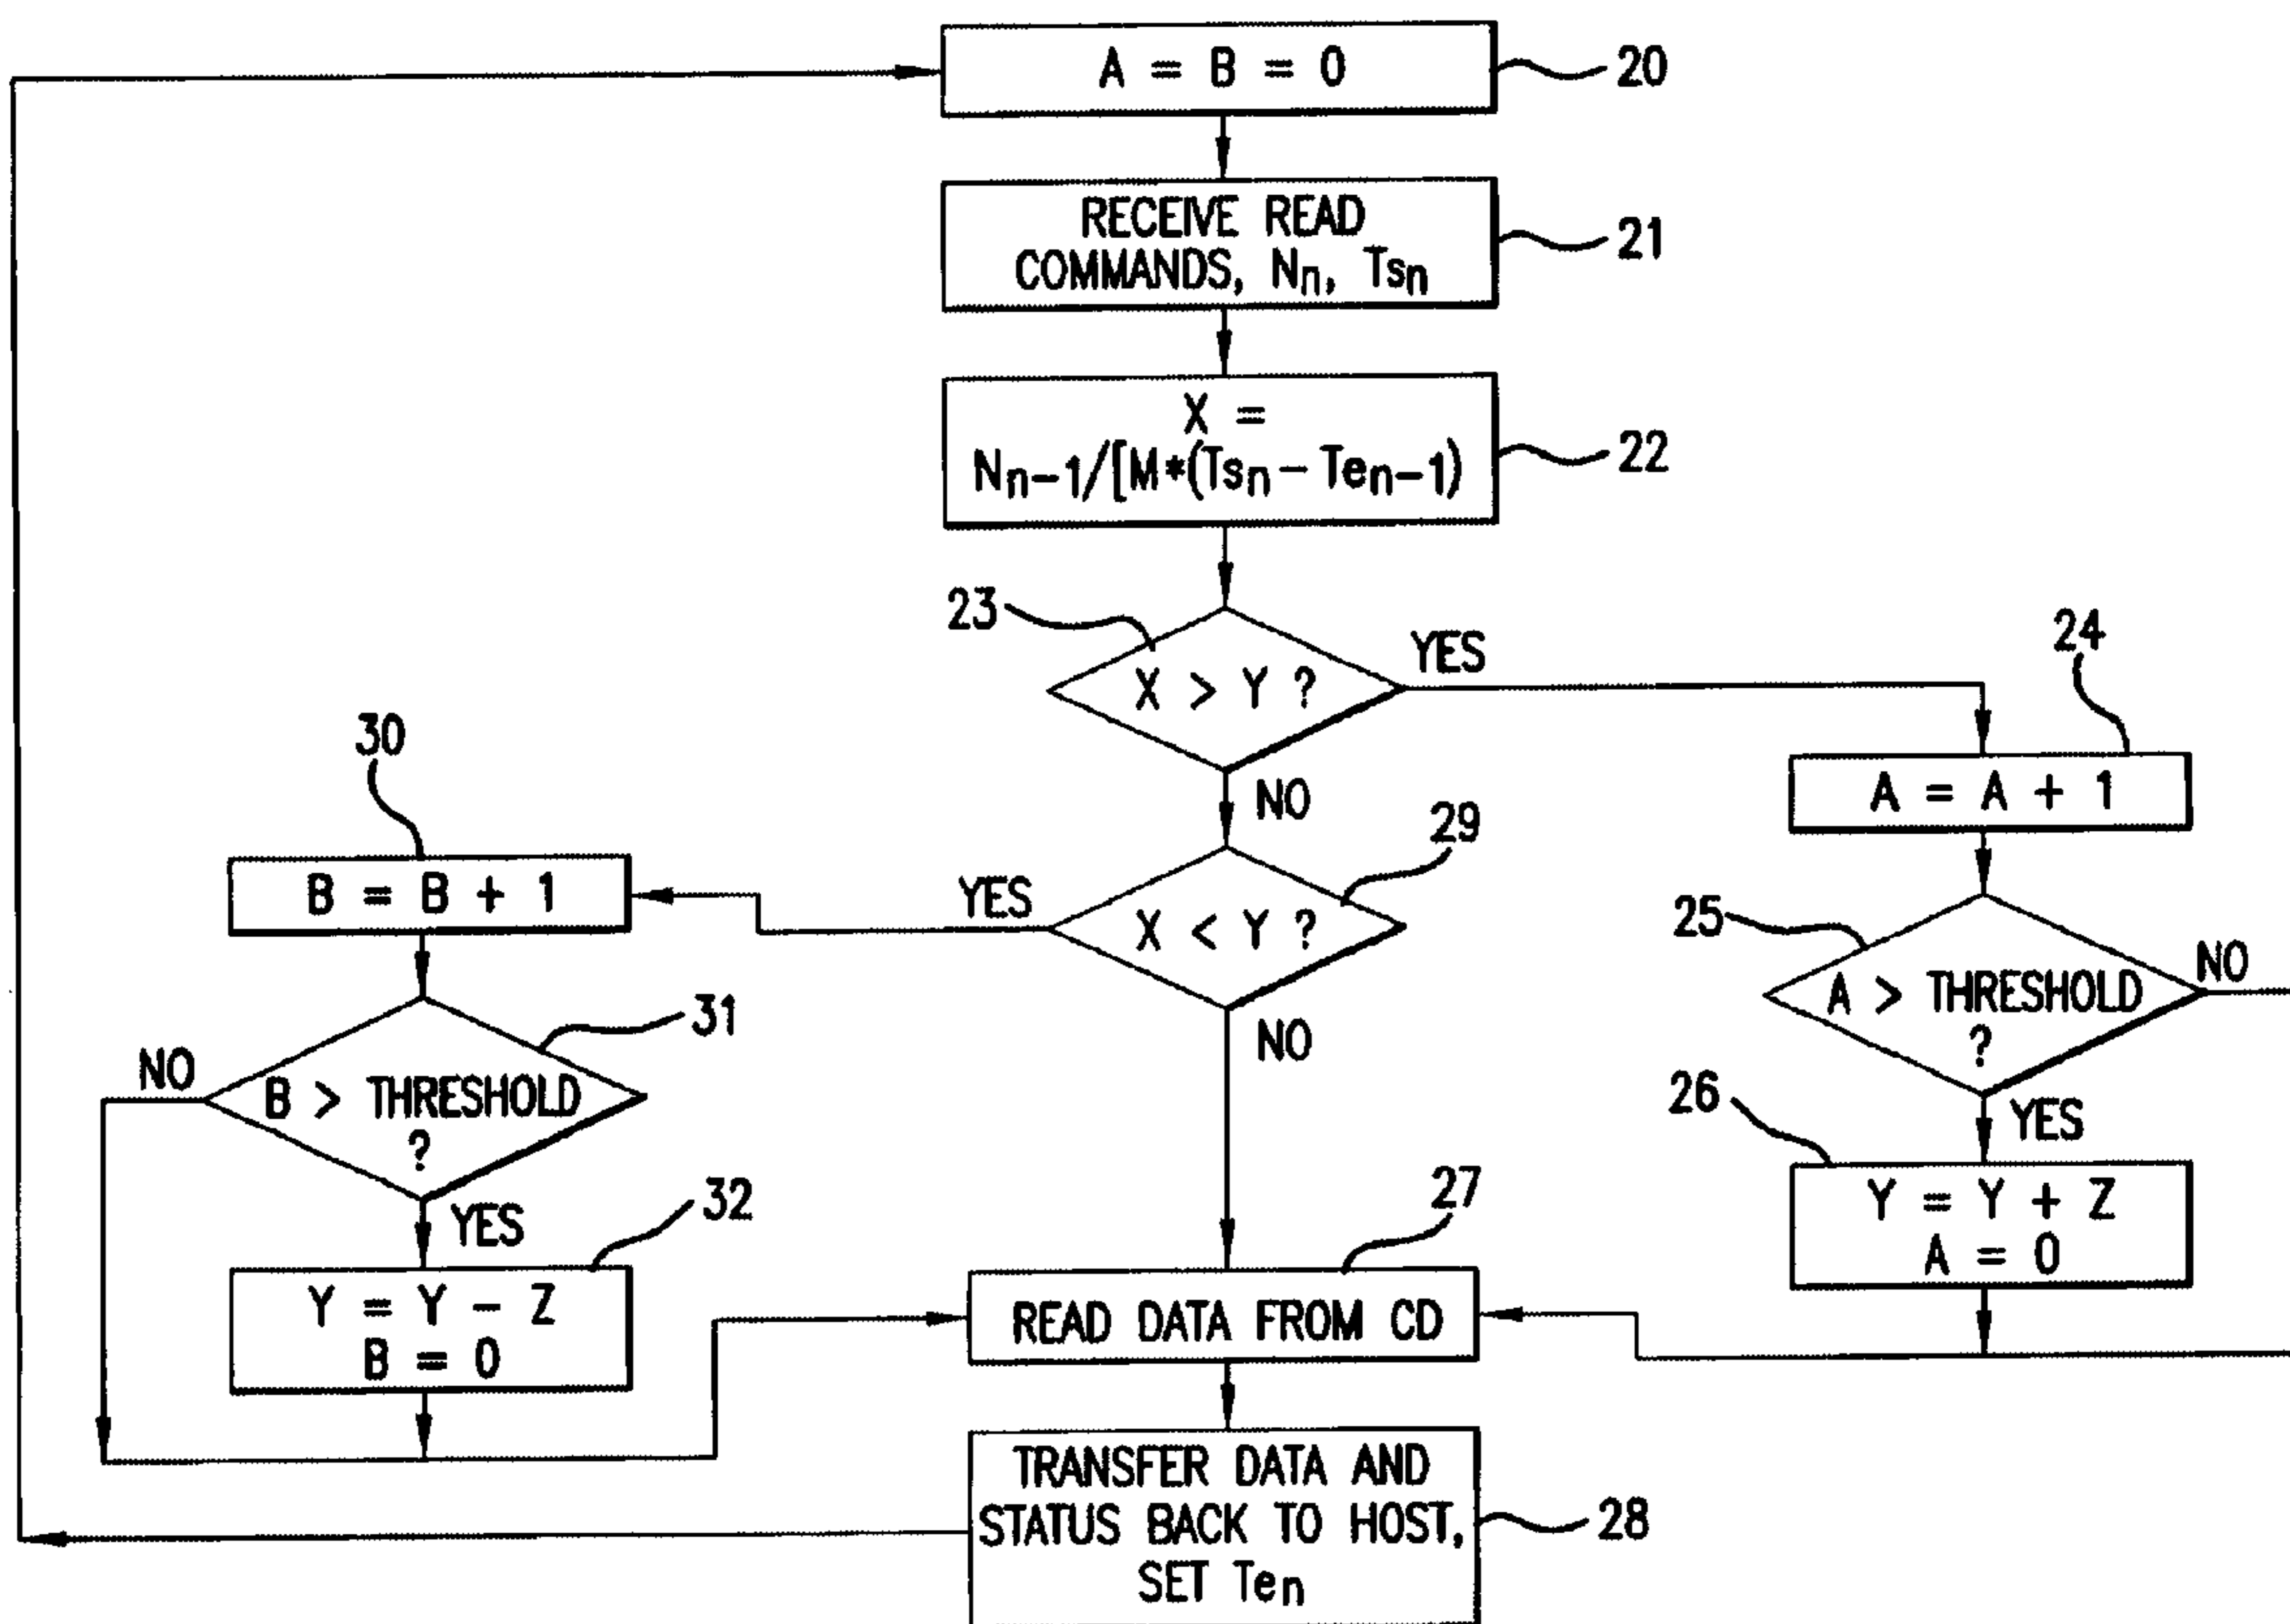 A = B = 0
20
RECEIVE READ
COMMANDS, Nn, Tsn
21
X =
Nn-1/[M*(Tsn - Ten-1)
22
23
X > Y ?
YES
NO
24
A = A + 1
25
A > THRESHOLD
?
NO
YES
26
Y = Y + Z
A = 0
29
X < Y ?
YES
NO
30
B = B + 1
31
B > THRESHOLD
?
NO
YES
32
Y = Y - Z
B = 0
27
READ DATA FROM CD
TRANSFER DATA AND
STATUS BACK TO HOST,
SET Ten
28